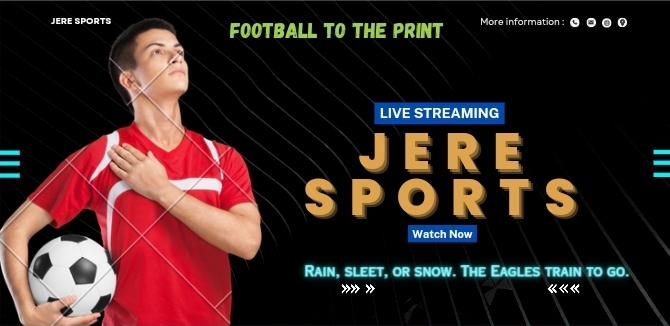 JERE SPORTS
FOOTBALL TO THE PRINT
More information :
LIVE STREAMING
JERE
SPORTS
Watch Now
Rain, sleet, or snow. The Eagles train to go.